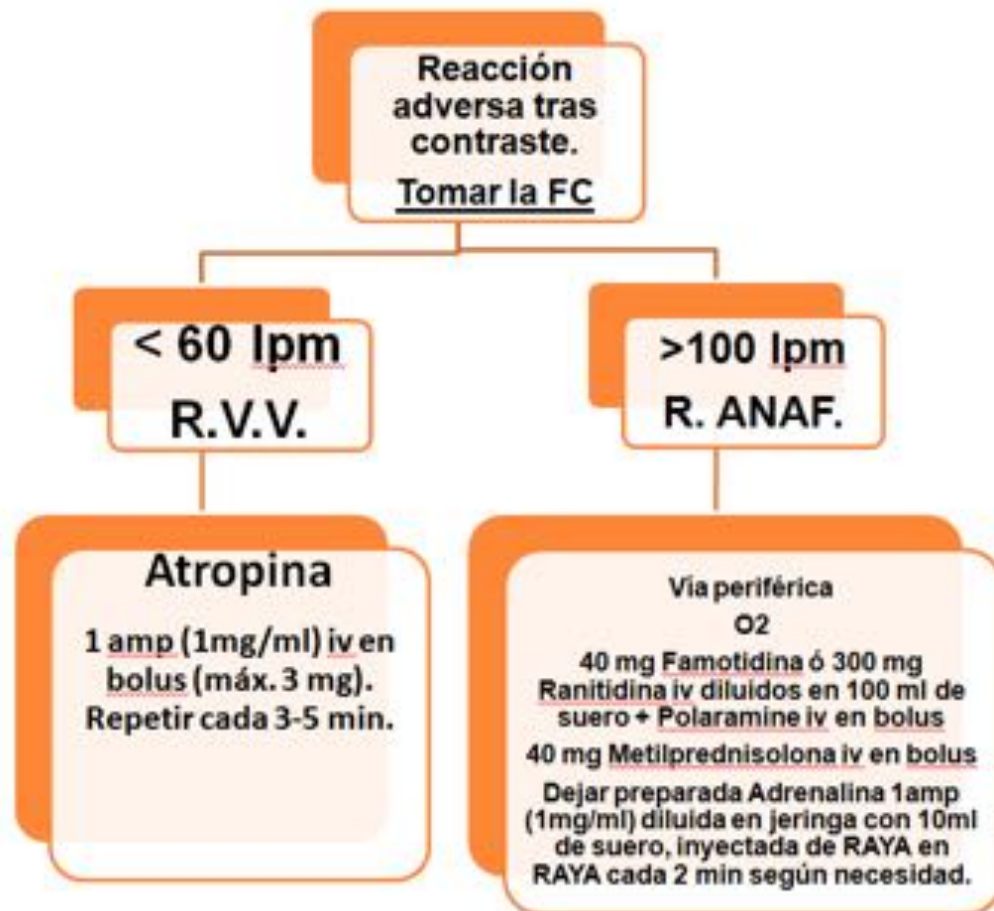 Reacción
adversa tras
contraste.
Tomar la FC
< 60 lpm
R.V.V.
>100 lpm
R. ANAF.
Atropina
1 amp (1mg/ml) iv en
bolus (máx. 3 mg).
Repetir cada 3-5 min.
Vía periférica
O2
40 mg Famotidina ó 300 mg
Ranitidina iv diluidos en 100 ml de
suero + Polaramine iv en bolus
40 mg Metilprednisolona iv en bolus
Dejar preparada Adrenalina 1amp
(1mg/ml) diluida en jeringa con 10ml
de suero, inyectada de RAYA en
RAYA cada 2 min según necesidad.